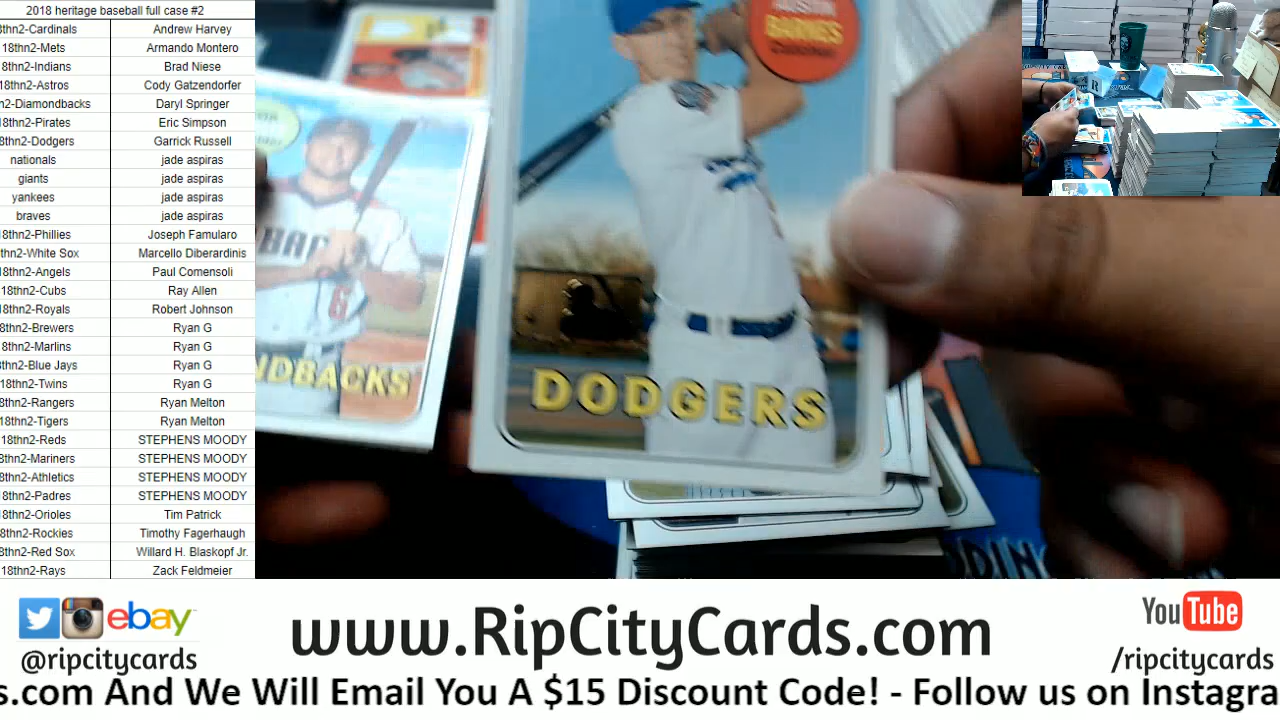 2018 heritage baseball full case #2
8thn2-Cardinals Andrew Harvey
18thn2-Mets Armando Montero
8thn2-Indians Brad Niese
18thn2-Astros Cody Gatzendorfer
n2-Diamondbacks Daryl Springer
8thn2-Pirates Eric Simpson
8thn2-Dodgers Garrick Russell
nationals jade aspiras
giants jade aspiras
yankees jade aspiras
braves jade aspiras
8thn2-Phillies Joseph Famularo
thn2-White Sox Marcello Diberardinis
18thn2-Angels Paul Comensoli
18thn2-Cubs Ray Allen
18thn2-Royals Robert Johnson
8thn2-Brewers Ryan G
18thn2-Marlins Ryan G
8thn2-Blue Jays Ryan G
18thn2-Twins Ryan G
8thn2-Rangers Ryan Melton
18thn2-Tigers Ryan Melton
18thn2-Reds STEPHENS MOODY
8thn2-Mariners STEPHENS MOODY
8thn2-Athletics STEPHENS MOODY
8thn2-Padres STEPHENS MOODY
18thn2-Orioles Tim Patrick
8thn2-Rockies Timothy Fagerhaugh
8thn2-Red Sox Willard H. Blaskopf Jr.
18thn2-Rays Zack Feldmeier
AUSTIN
BARNES
DODGERS
6
NDBACKS
ebay
@ripcitycards
www.RipCityCards.com
YouTube
/ripcitycards
s.com And We Will Email You A $15 Discount Code! - Follow us on Instagra